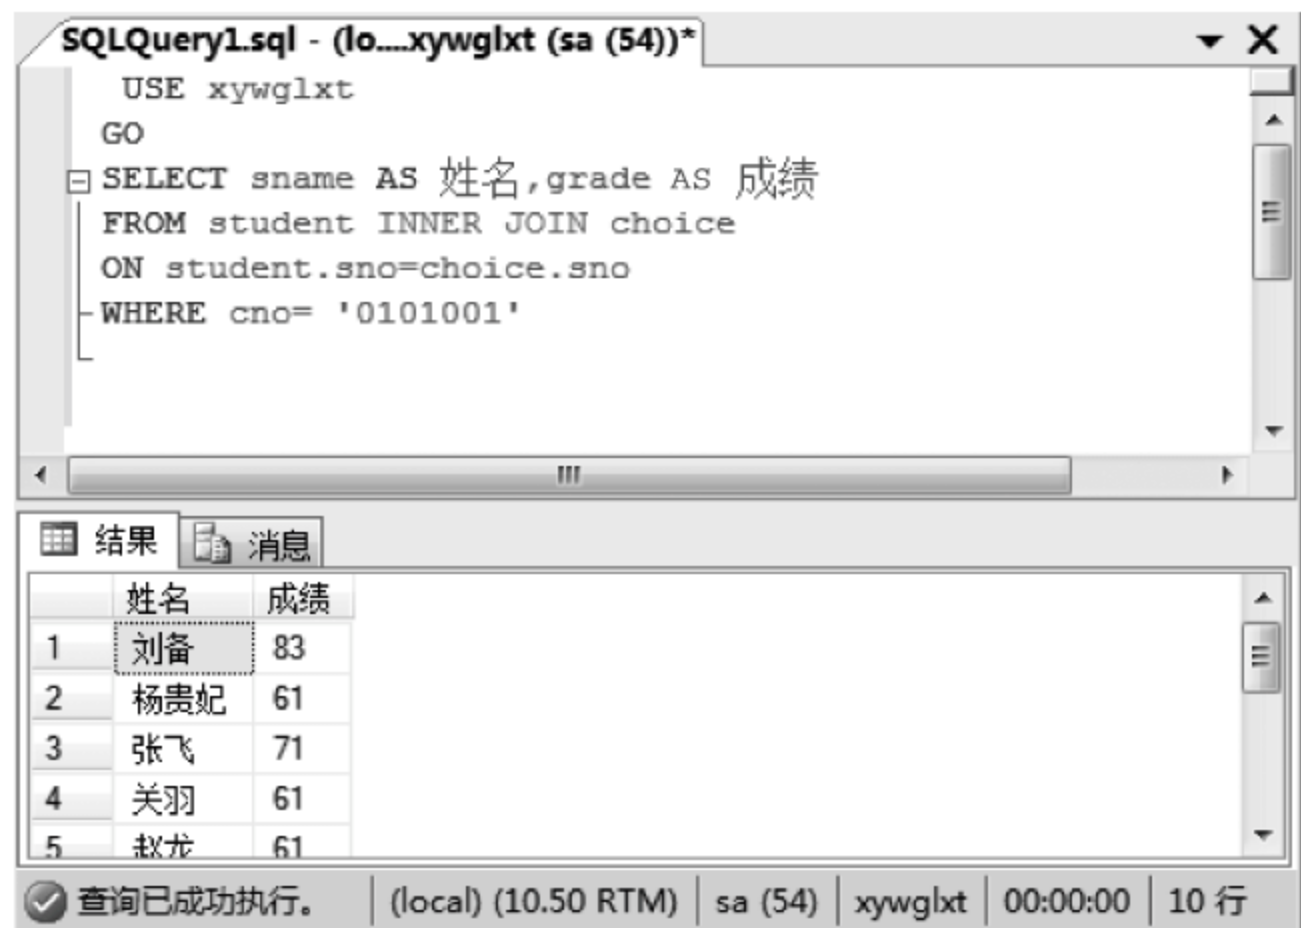 SQLQuery1.sql - (lo....xywglxt (sa (54))*
USE xywglxt
GO
SELECT sname AS 姓名,grade AS 成绩
FROM student INNER JOIN choice
ON student.sno=choice.sno
WHERE cno= '0101001'
结果 消息
姓名 成绩
1 刘备 83
2 杨贵妃 61
3 张飞 71
4 关羽 61
5 赵龙 61
查询已成功执行。 (local) (10.50 RTM) sa (54) xywglxt 00:00:00 10 行